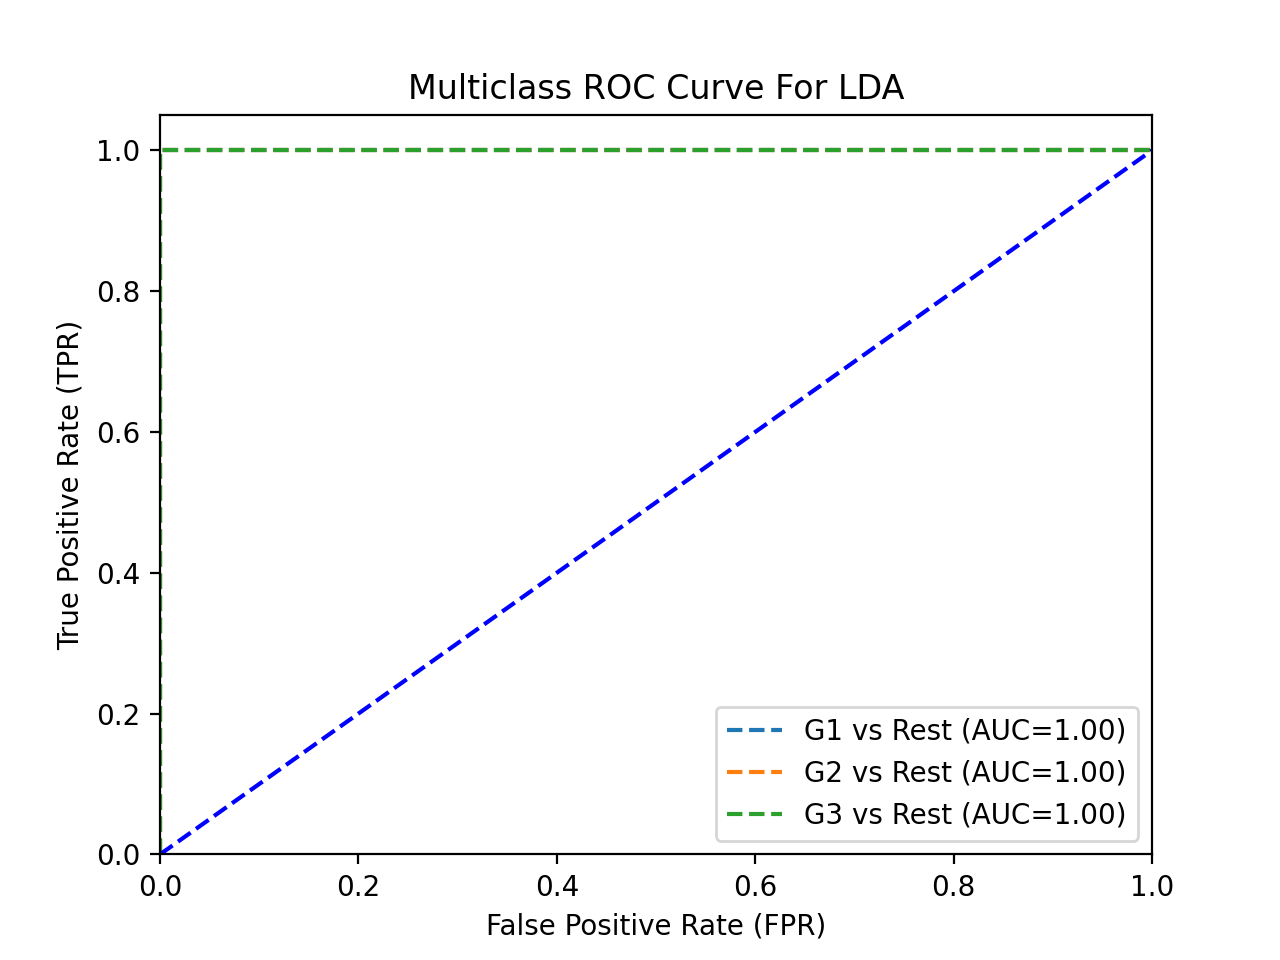 Multiclass ROC Curve For LDA
True Positive Rate (TPR)
1.0
0.8
0.6
0.4
0.2
0.0
G1 vs Rest (AUC=1.00)
G2 vs Rest (AUC=1.00)
G3 vs Rest (AUC=1.00)
0.0 0.2 0.4 0.6 0.8 1.0
False Positive Rate (FPR)